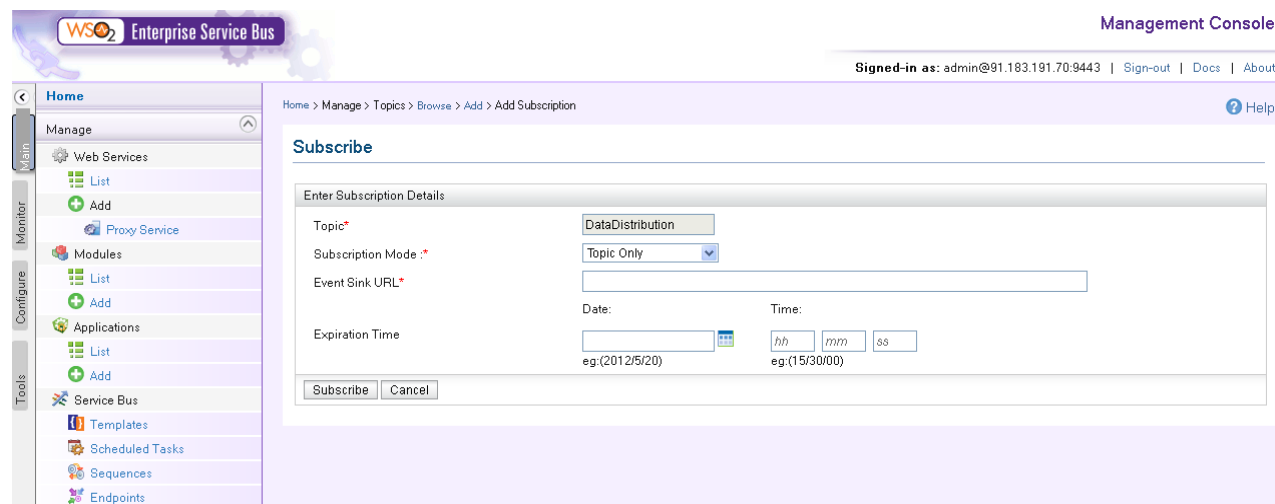 WSO2 Enterprise Service Bus
Management Console
Signed-in as: admin@91.183.191.70:9443 | Sign-out | Docs | About
Main
Monitor
Configure
Tools
Home
Manage
Web Services
List
Add
Proxy Service
Modules
List
Add
Applications
List
Add
Service Bus
Templates
Scheduled Tasks
Sequences
Endpoints
Home > Manage > Topics > Browse > Add > Add Subscription
Help
Subscribe
Enter Subscription Details
Topic* DataDistribution
Subscription Mode :* Topic Only
Event Sink URL*
Date: Time:
Expiration Time hh mm ss
eg:(2012/5/20) eg:(15/30/00)
Subscribe Cancel